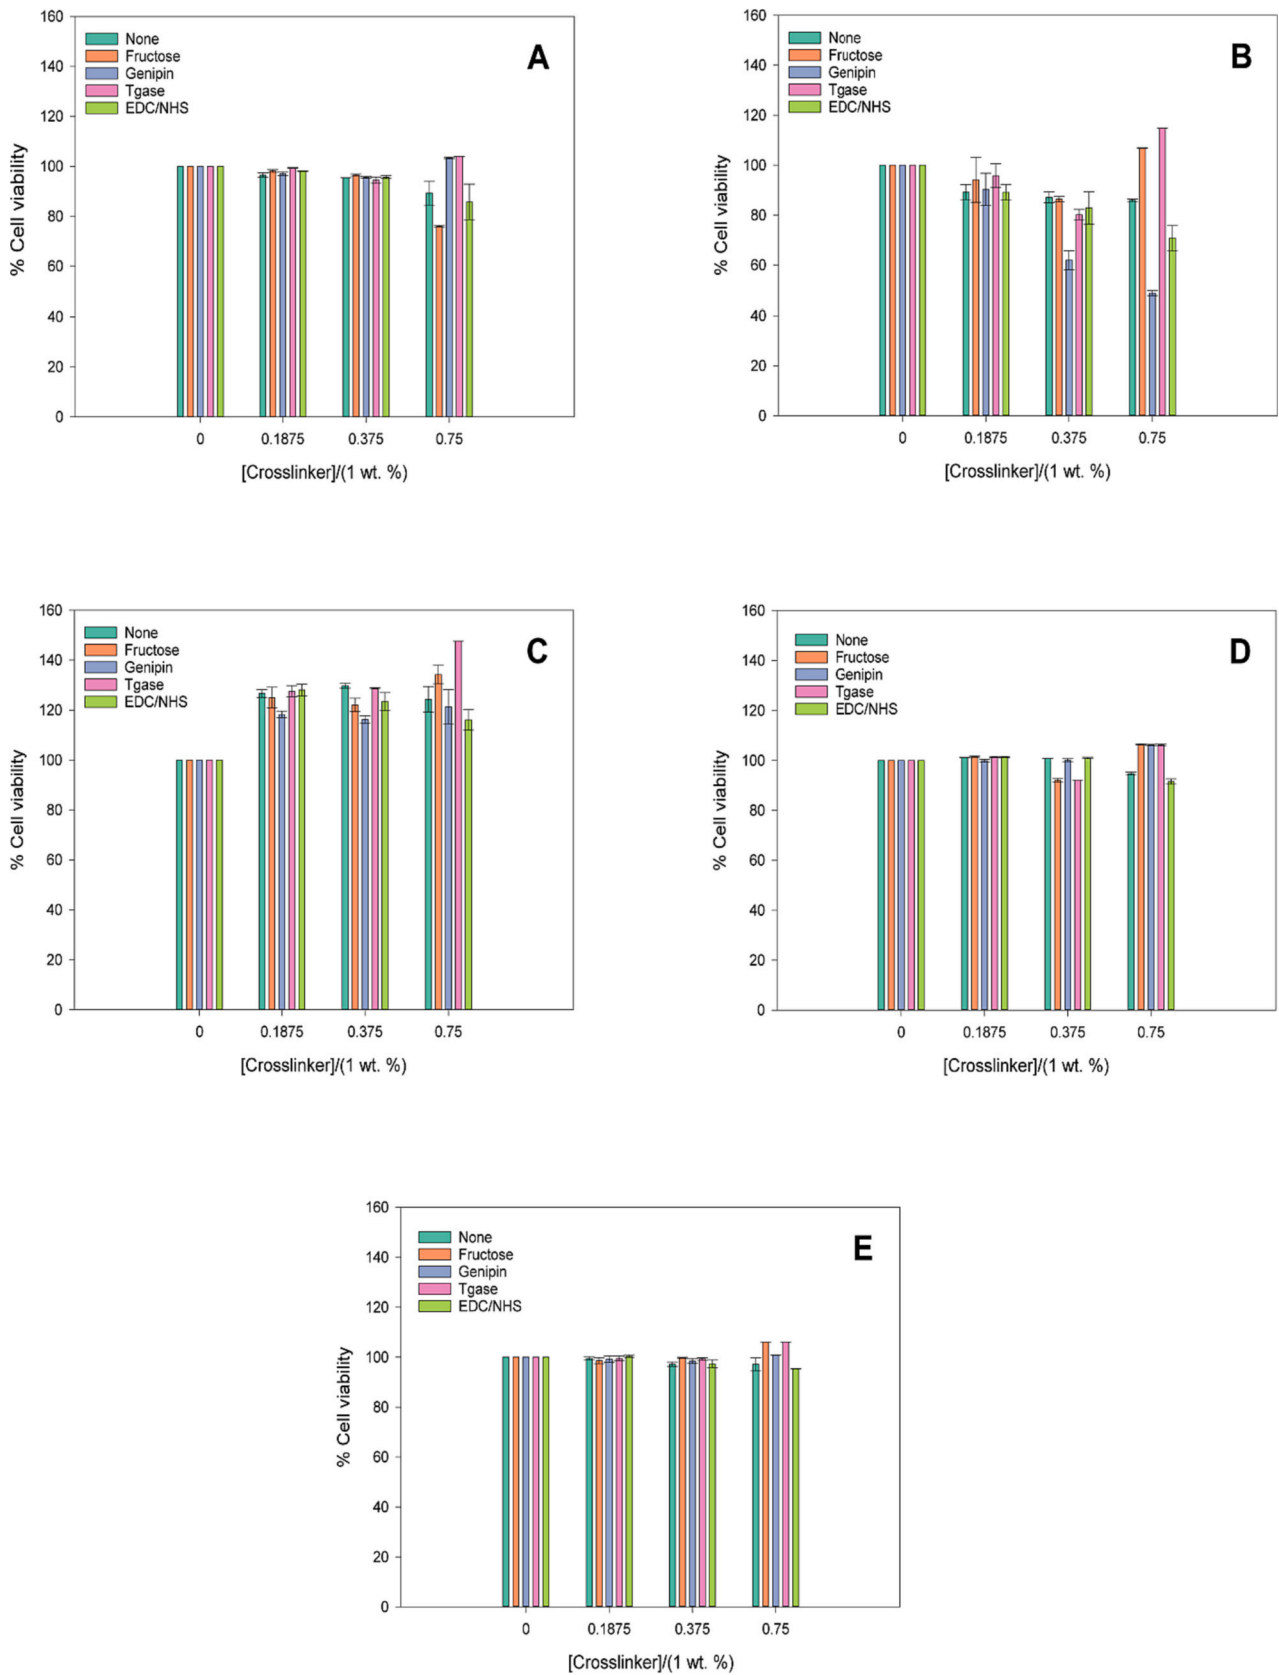 160
140
120
100
80
60
40
20
0
% Cell viability
None
Fructose
Genipin
Tgase
EDC/NHS
A
0 0.1875 0.375 0.75
[Crosslinker]/(1 wt. %)
160
140
120
100
80
60
40
20
0
% Cell viability
None
Fructose
Genipin
Tgase
EDC/NHS
B
0 0.1875 0.375 0.75
[Crosslinker]/(1 wt. %)
160
140
120
100
80
60
40
20
0
% Cell viability
None
Fructose
Genipin
Tgase
EDC/NHS
C
0 0.1875 0.375 0.75
[Crosslinker]/(1 wt. %)
160
140
120
100
80
60
40
20
0
% Cell viability
None
Fructose
Genipin
Tgase
EDC/NHS
D
0 0.1875 0.375 0.75
[Crosslinker]/(1 wt. %)
160
140
120
100
80
60
40
20
0
% Cell viability
None
Fructose
Genipin
Tgase
EDC/NHS
E
0 0.1875 0.375 0.75
[Crosslinker]/(1 wt. %)